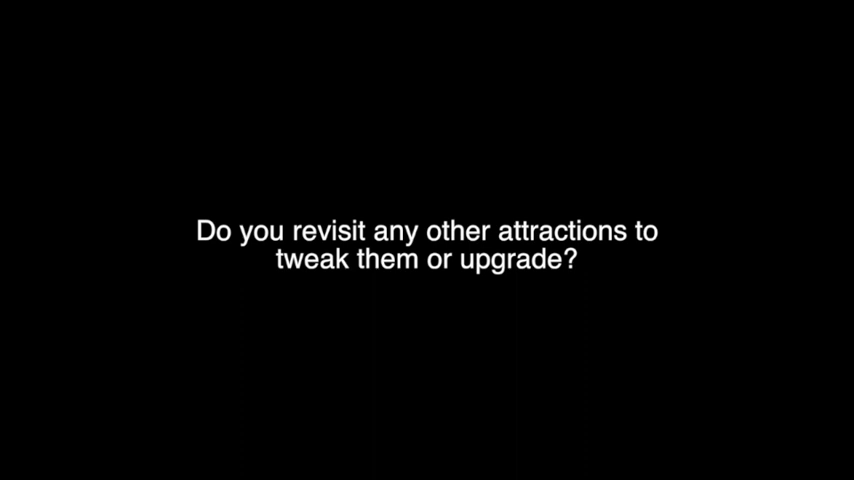 Do you revisit any other attractions to
tweak them or upgrade?